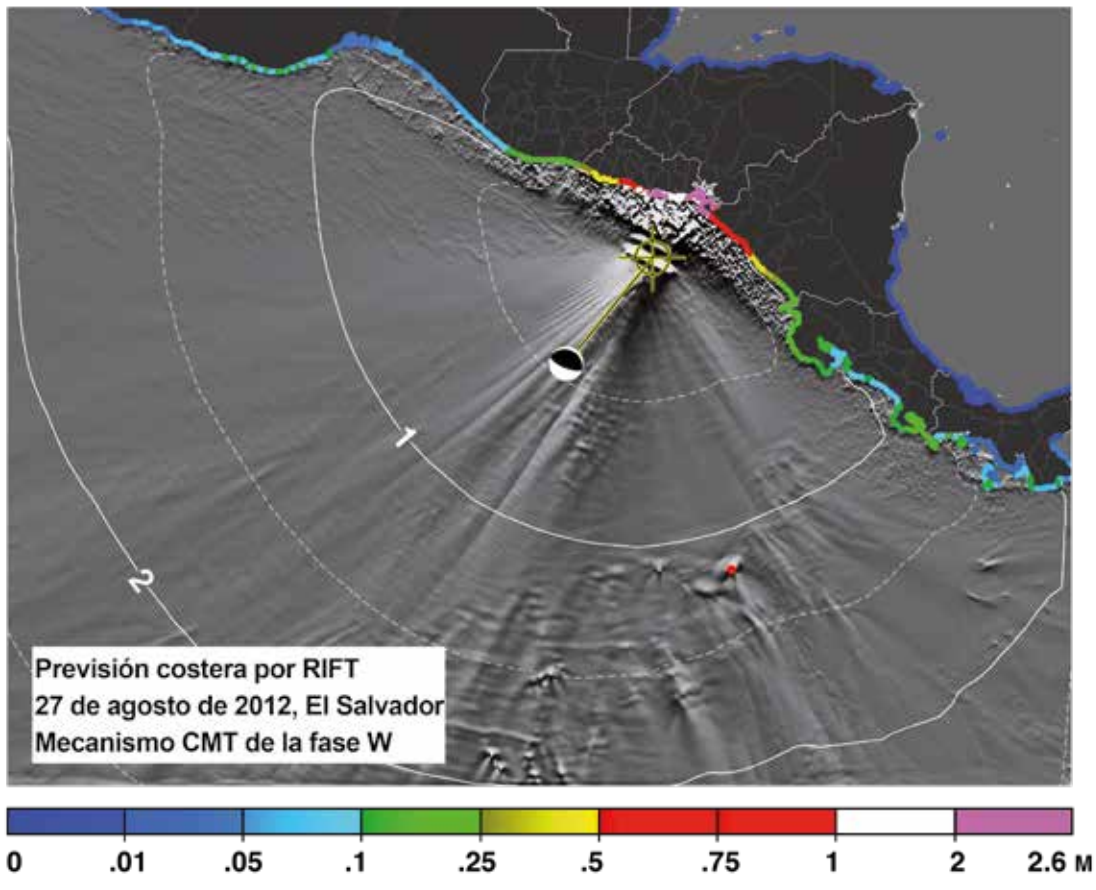 1
2
Previsión costera por RIFT
27 de agosto de 2012, El Salvador
Mecanismo CMT de la fase W
0 .01 .05 .1 .25 .5 .75 1 2 2.6 M